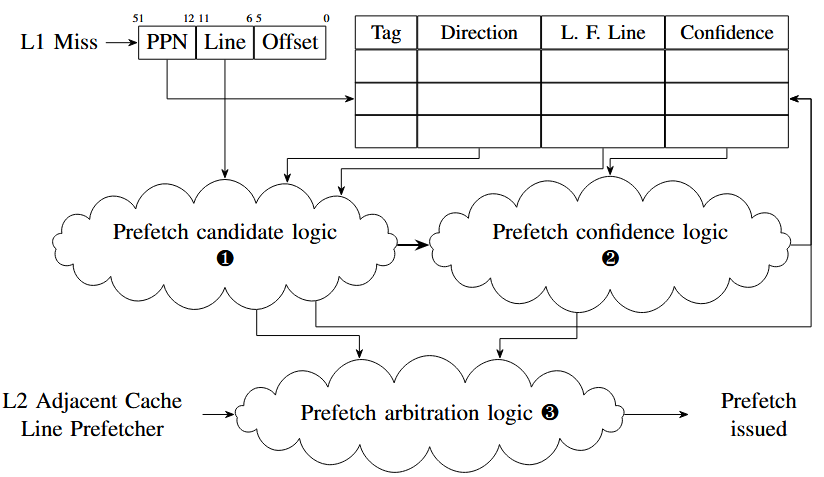 51 12 11 6 5 0
L1 Miss PPN Line Offset
Tag Direction L. F. Line Confidence
Prefetch candidate logic
❶
Prefetch confidence logic
❷
L2 Adjacent Cache
Line Prefetcher
Prefetch arbitration logic ❸
Prefetch
issued